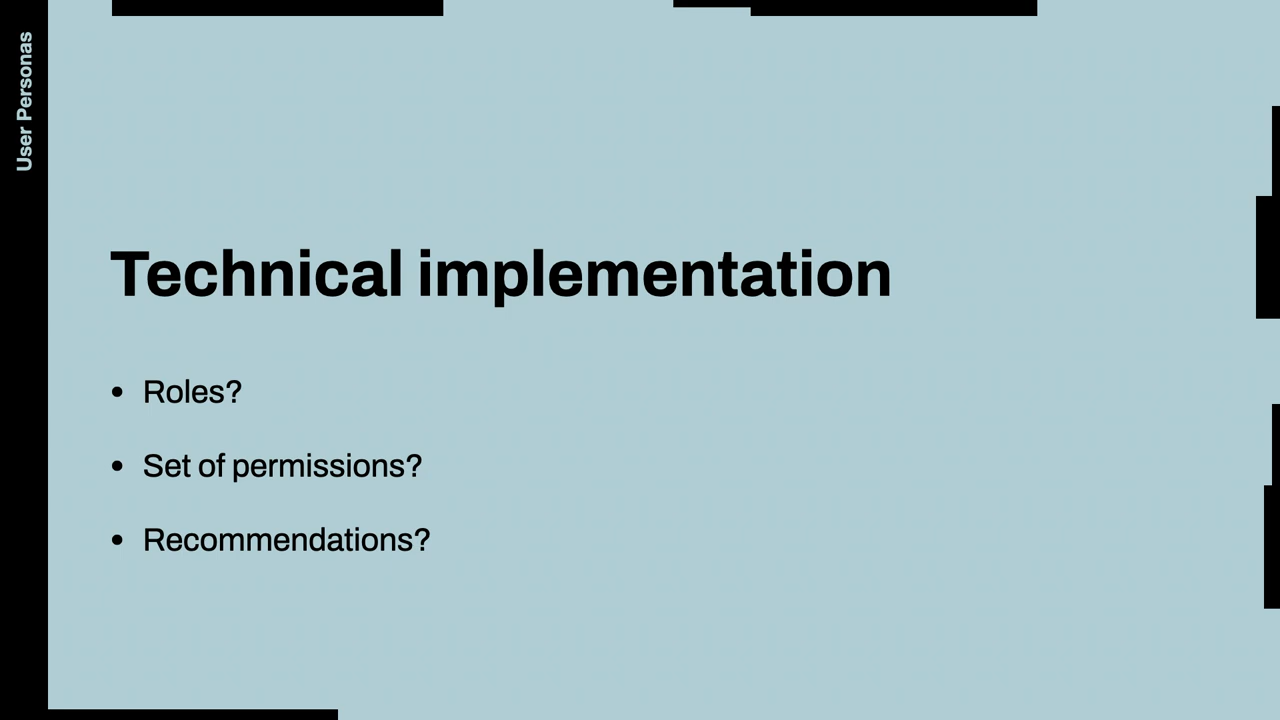 User Personas
Technical implementation
• Roles?
• Set of permissions?
• Recommendations?